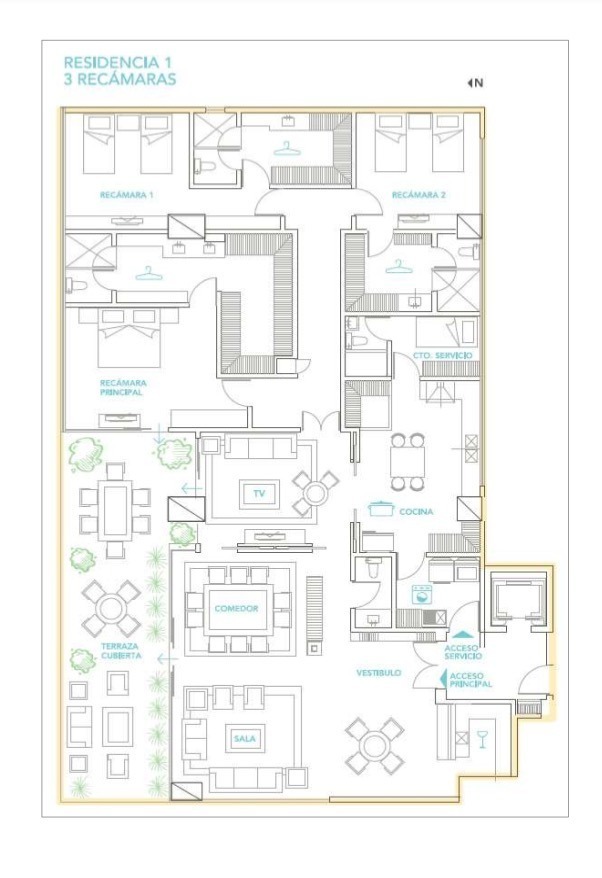 RESIDENCIA 1
3 RECÁMARAS
N
RECÁMARA 1
RECÁMARA 2
CTO. SERVICIO
RECÁMARA
PRINCIPAL
TV
COCINA
COMEDOR
TERRAZA
CUBIERTA
ACCESO
SERVICIO
VESTIBULO
ACCESO
PRINCIPAL
SALA